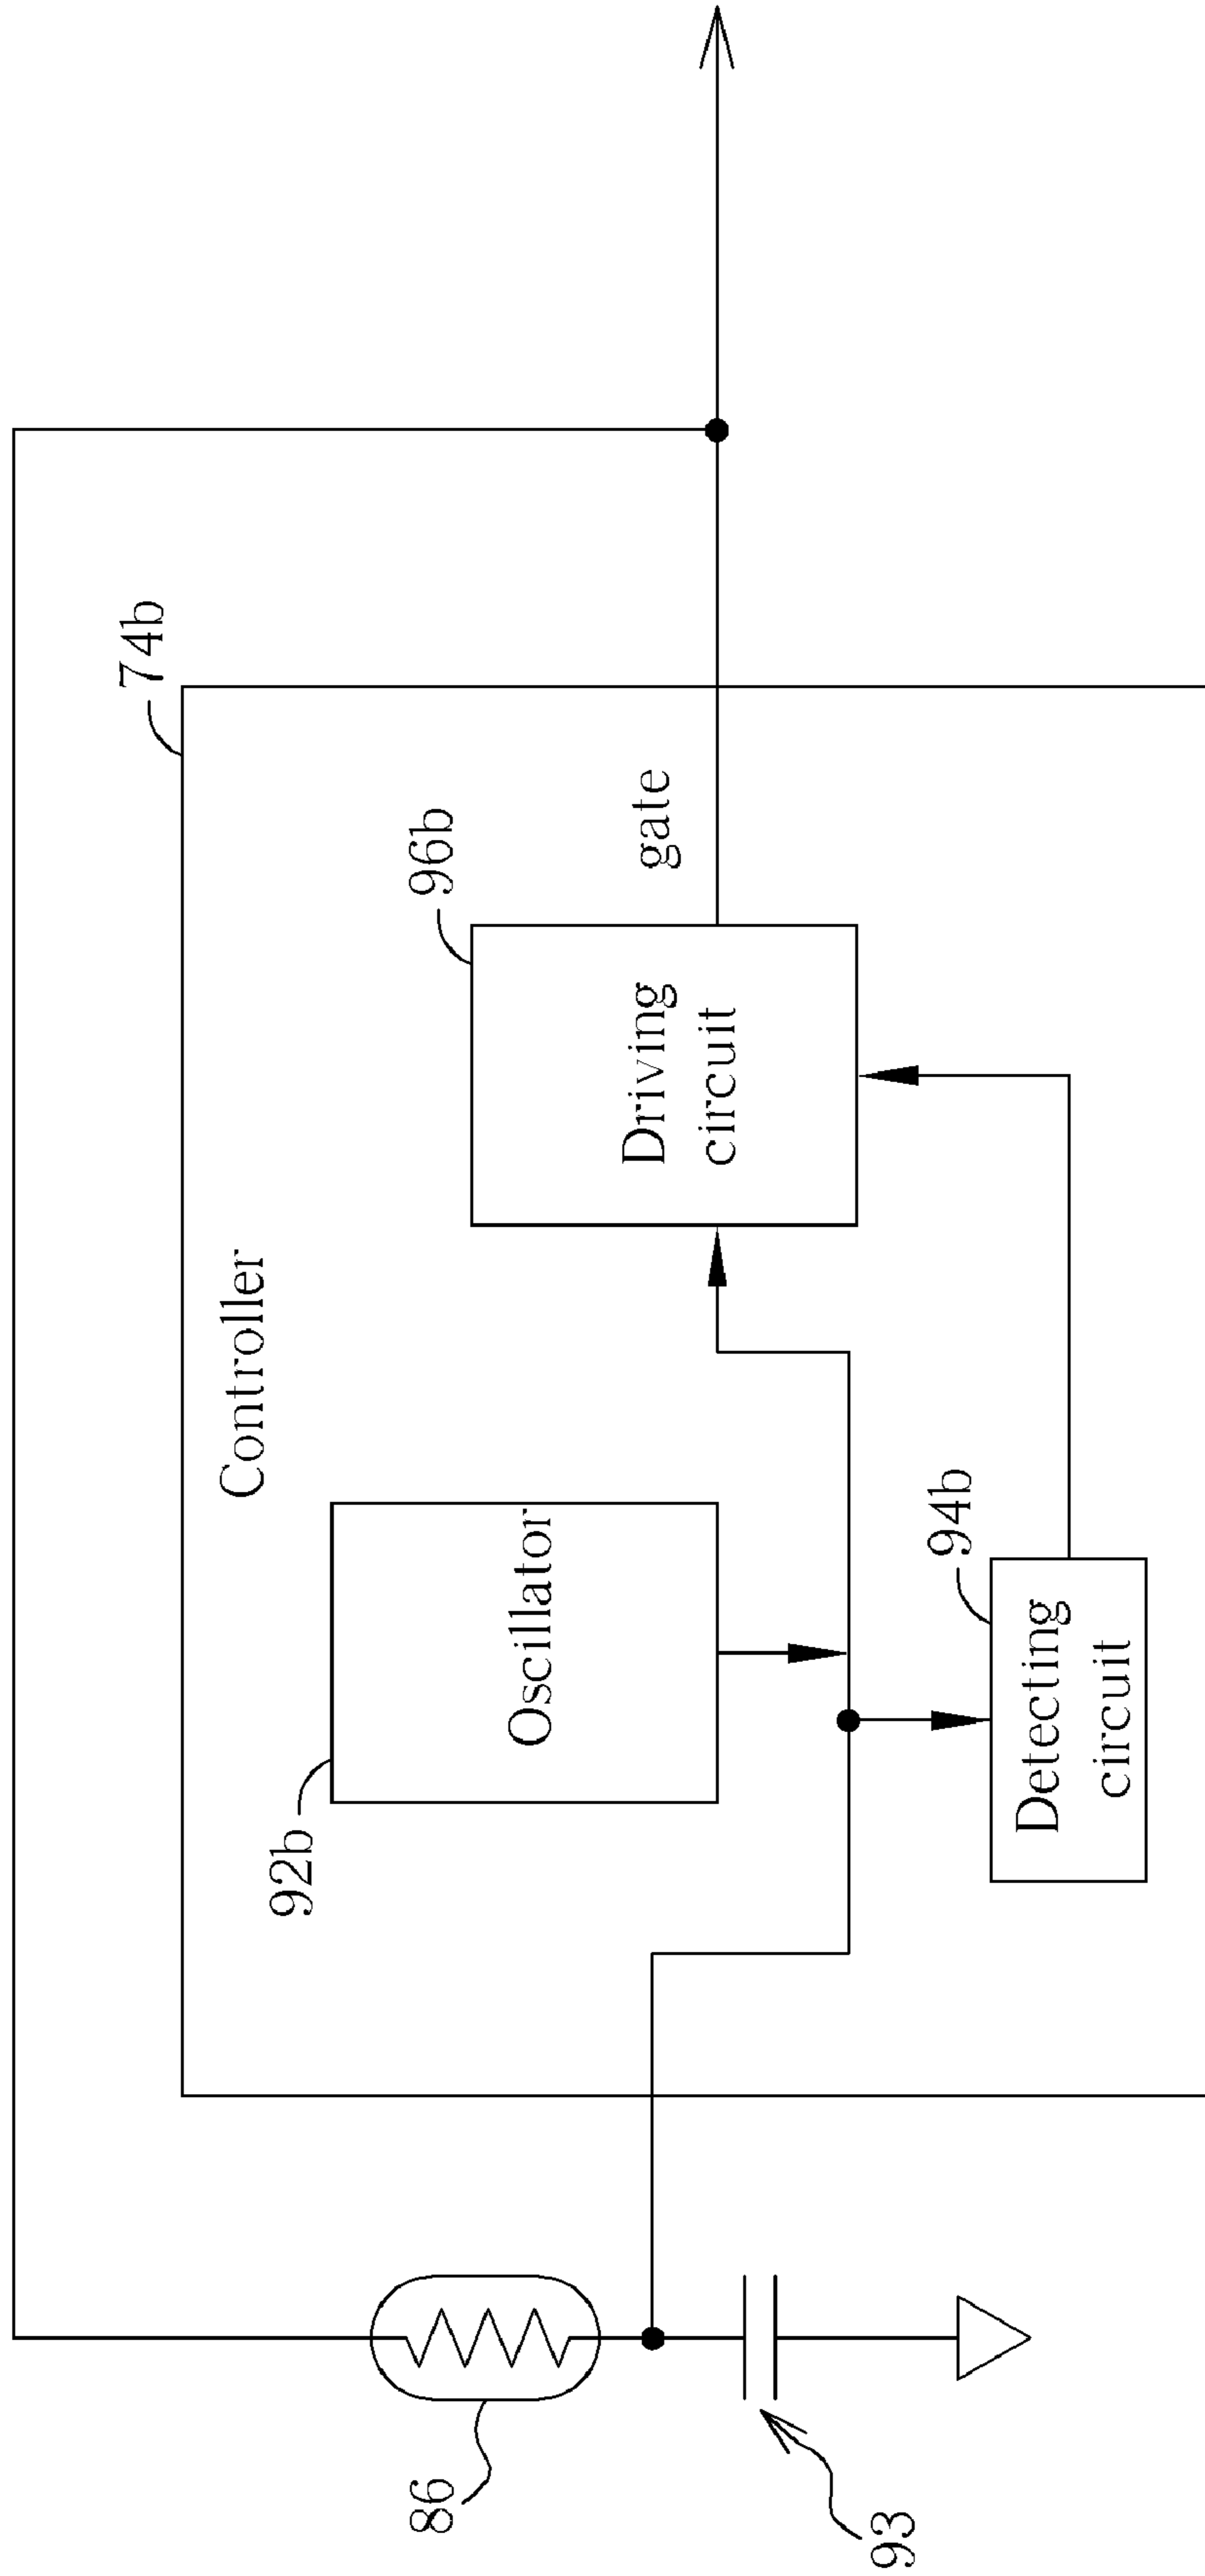 74b
Controller
92b
Oscillator
96b
Driving
circuit
gate
86
94b
Detecting
circuit
93